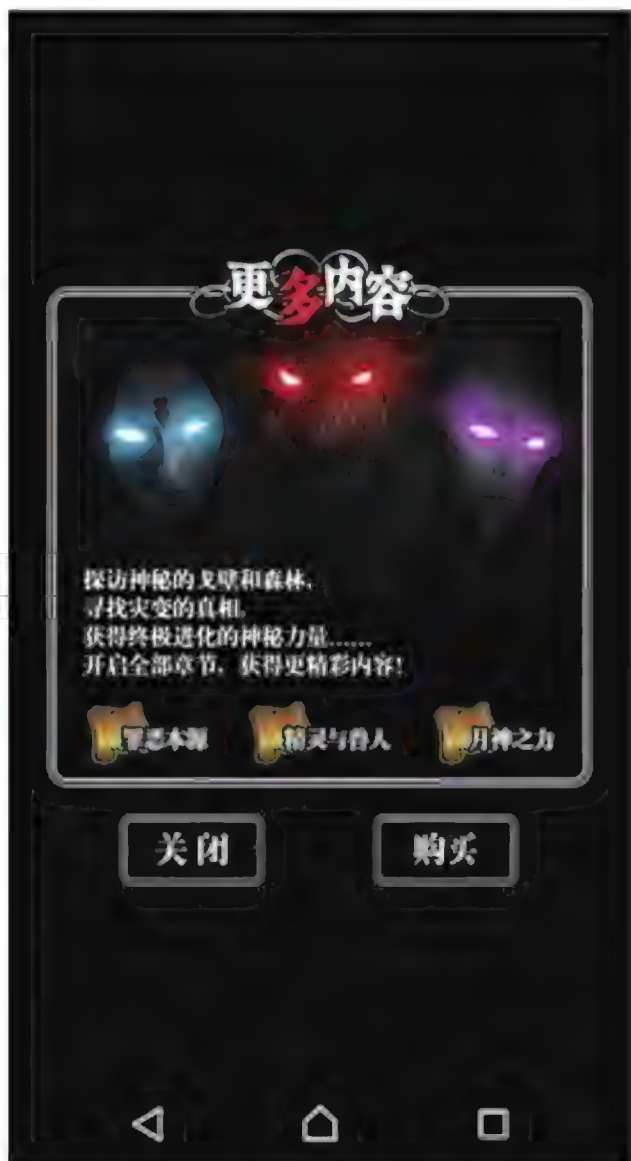 更多内容
探访神秘的戈壁和森林,
寻找灾变的真相。
获得终极进化的神秘力量……
开启全部章节，获得更精彩内容!
罪恶本源
精灵与兽人
月神之力
关闭
购买